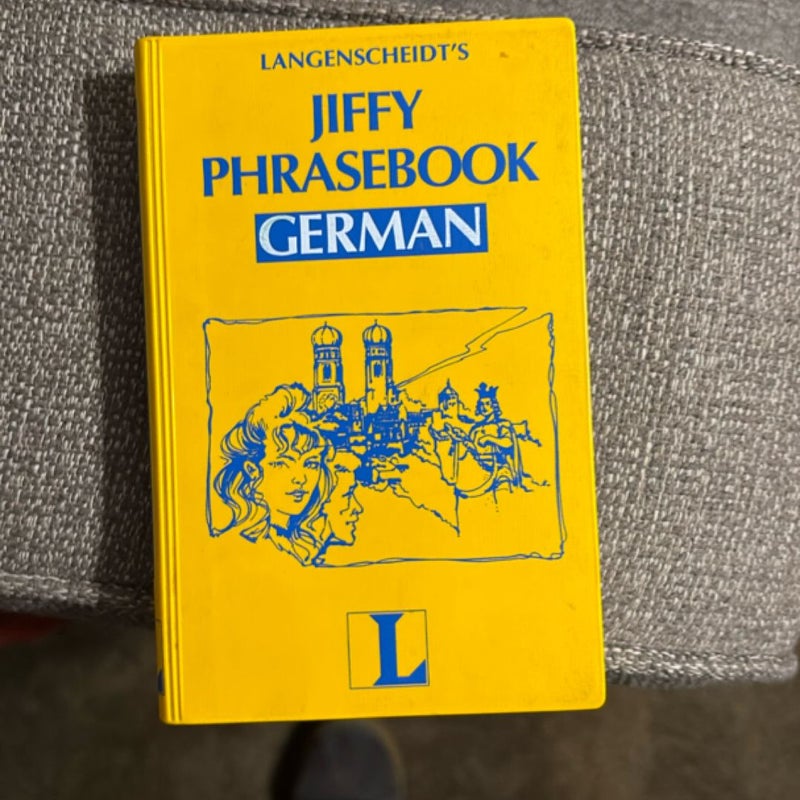 LANGENSCHEIDT'S
JIFFY
PHRASEBOOK
GERMAN
L